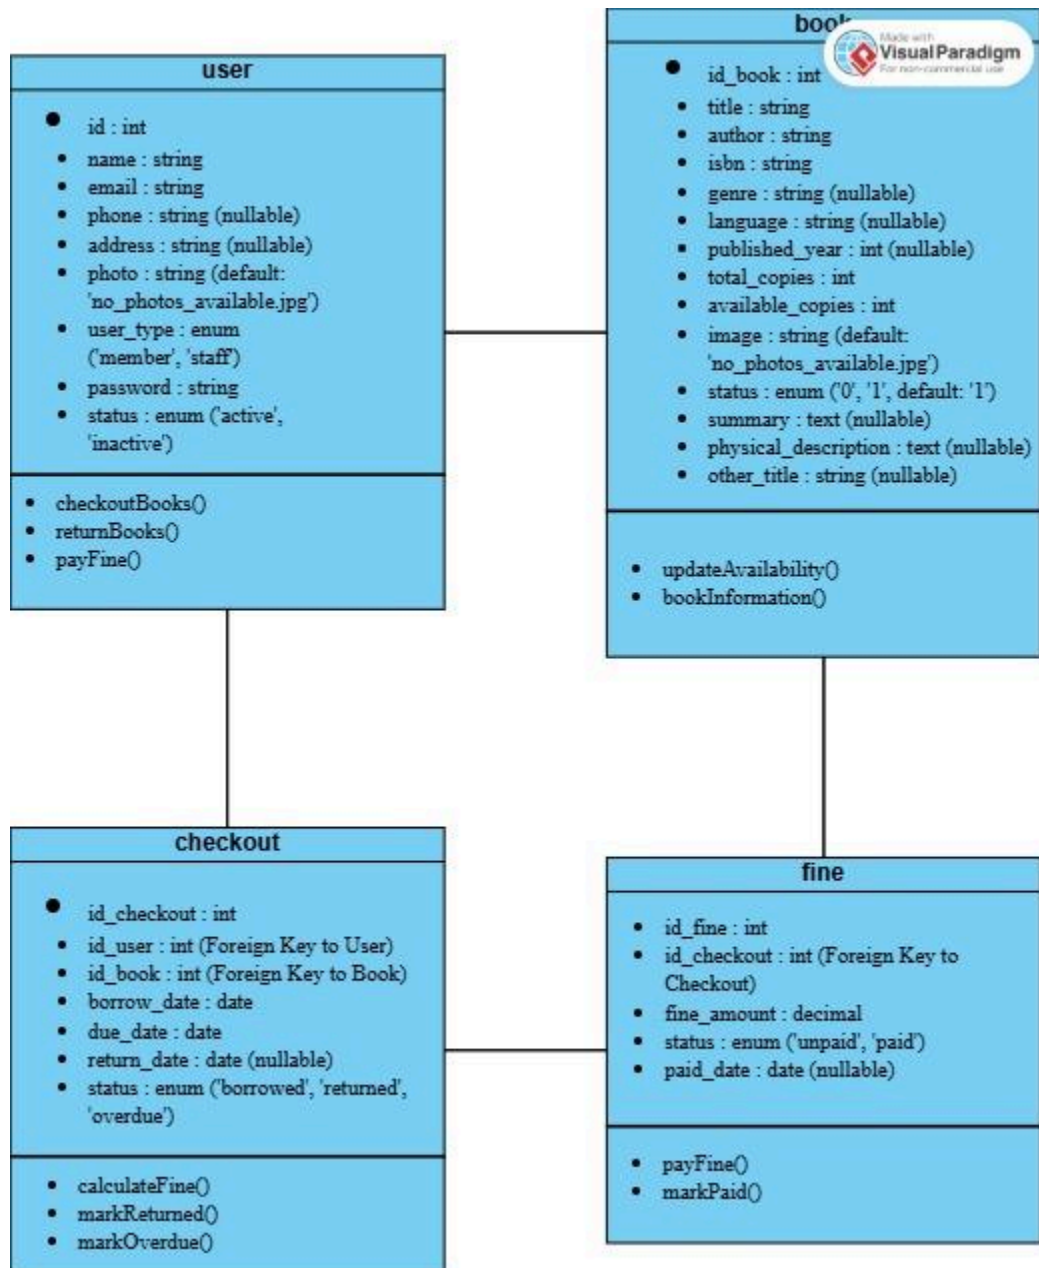 user
• id : int
• name : string
• email : string
• phone : string (nullable)
• address : string (nullable)
• photo : string (default:
'no_photos_available.jpg')
• user_type : enum
('member', 'staff')
• password : string
• status : enum ('active',
'inactive')
• checkoutBooks()
• returnBooks()
• payFine()
book
Made with
Visual Paradigm
For non-commercial use
• id_book : int
• title : string
• author : string
• isbn : string
• genre : string (nullable)
• language : string (nullable)
• published_year : int (nullable)
• total_copies : int
• available_copies : int
• image : string (default:
'no_photos_available.jpg')
• status : enum ('0', '1', default: '1')
• summary : text (nullable)
• physical_description : text (nullable)
• other_title : string (nullable)
• updateAvailability()
• bookInformation()
checkout
• id_checkout : int
• id_user : int (Foreign Key to User)
• id_book : int (Foreign Key to Book)
• borrow_date : date
• due_date : date
• return_date : date (nullable)
• status : enum ('borrowed', 'returned',
'overdue')
• calculateFine()
• markReturned()
• markOverdue()
fine
• id_fine : int
• id_checkout : int (Foreign Key to
Checkout)
• fine_amount : decimal
• status : enum ('unpaid', 'paid')
• paid_date : date (nullable)
• payFine()
• markPaid()